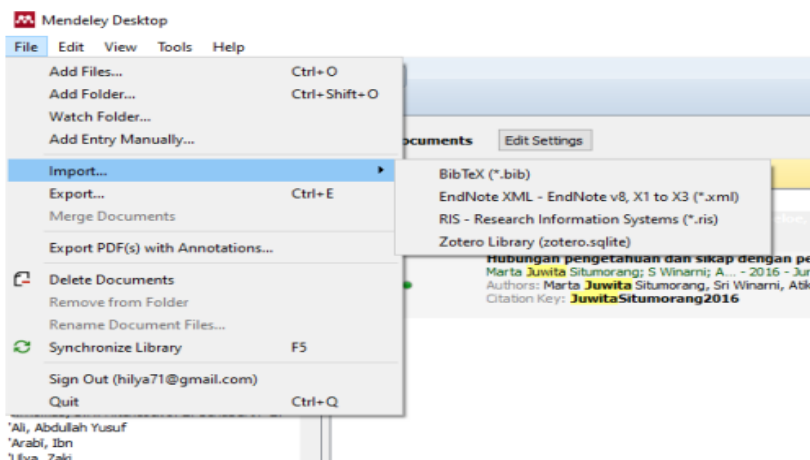 Mendeley Desktop
File Edit View Tools Help
Add Files... Ctrl+O
Add Folder... Ctrl+Shift+O
Watch Folder...
Add Entry Manually...
ocuments Edit Settings
Import...
BibTeX (*.bib)
Export... Ctrl+E
EndNote XML - EndNote v8, X1 to X3 (*.xml)
Merge Documents
RIS - Research Information Systems (*.ris)
Export PDF(s) with Annotations...
Zotero Library (zotero.sqlite)
Hubungan pengetahuan dan sikap dengan pe
Marta Juwita Situmorang; S Winarni; A... - 2016 - Jur
Delete Documents
Authors: Marta Juwita Situmorang, Sri Winarni, Atik
Remove from Folder
Citation Key: JuwitaSitumorang2016
Rename Document Files...
Synchronize Library F5
Sign Out (hilya71@gmail.com)
Quit Ctrl+Q
'Ali, Abdullah Yusuf
'Arabī, Ibn
'Ulya, Zaki